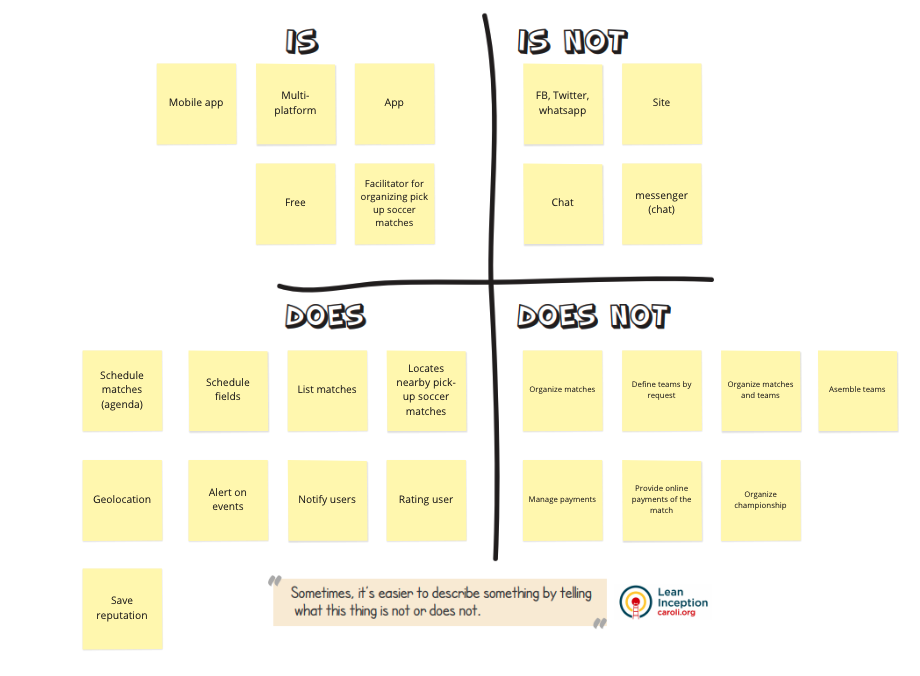 IS
Mobile app
Multi-
platform
App
Free
Facilitator for
organizing pick
up soccer
matches
IS NOT
FB, Twitter,
whatsapp
Site
Chat
messenger
(chat)
DOES
Schedule
matches
(agenda)
Schedule
fields
List matches
Locates
nearby pick-
up soccer
matches
Geolocation
Alert on
events
Notify users
Rating user
Save
reputation
DOES NOT
Organize matches
Define teams by
request
Organize matches
and teams
Asemble teams
Manage payments
Provide online
payments of the
match
Organize
championship
" Sometimes, it's easier to describe something by telling
what this thing is not or does not. "
Lean
Inception
caroli.org